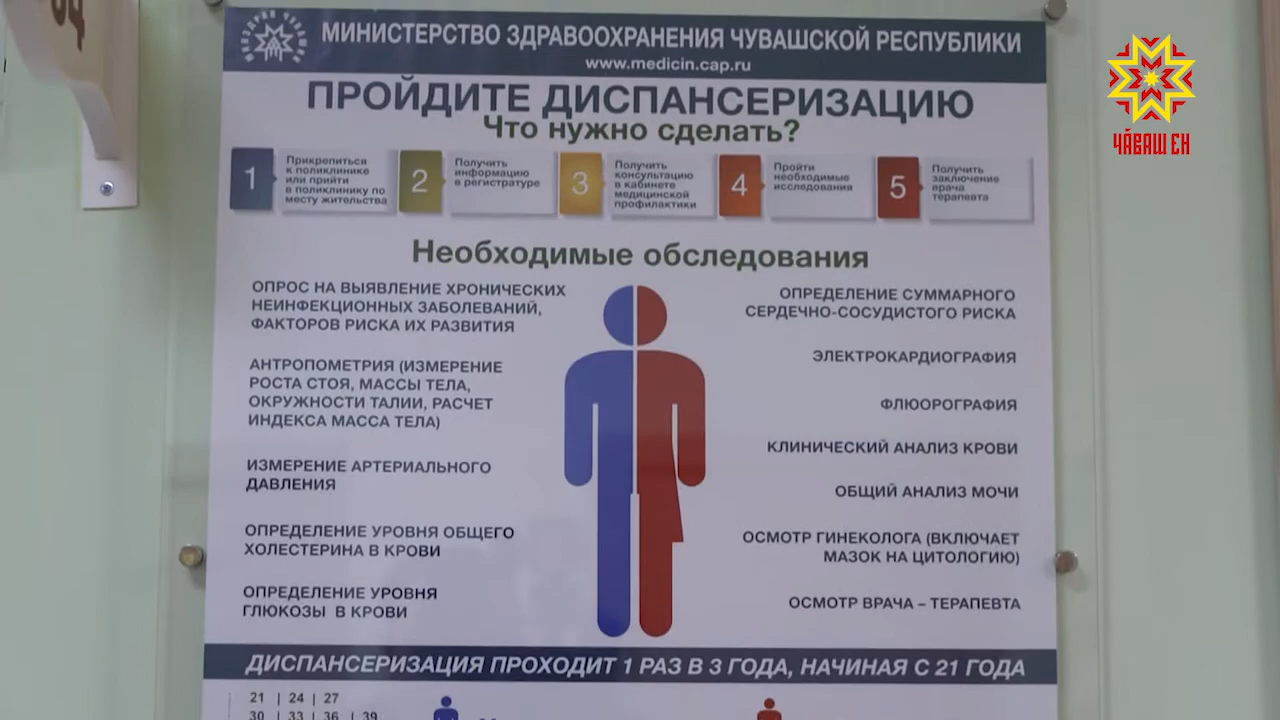 МИНИСТЕРСТВО ЗДРАВООХРАНЕНИЯ ЧУВАШСКОЙ РЕСПУБЛИКИ
www.medicin.cap.ru
ЧӐВАШ ЕН
ПРОЙДИТЕ ДИСПАНСЕРИЗАЦИЮ
Что нужно сделать?
1
Прикрепиться
к поликлинике
или прийти
в поликлинику по
месту жительства
2
Получить
информацию
в регистратуре
3
Получить
консультацию
в кабинете
медицинской
профилактики
4
Пройти
необходимые
исследования
5
Получить
заключение
врача
терапевта
Необходимые обследования
ОПРОС НА ВЫЯВЛЕНИЕ ХРОНИЧЕСКИХ
НЕИНФЕКЦИОННЫХ ЗАБОЛЕВАНИЙ,
ФАКТОРОВ РИСКА ИХ РАЗВИТИЯ
АНТРОПОМЕТРИЯ (ИЗМЕРЕНИЕ
РОСТА СТОЯ, МАССЫ ТЕЛА,
ОКРУЖНОСТИ ТАЛИИ, РАСЧЕТ
ИНДЕКСА МАССА ТЕЛА)
ИЗМЕРЕНИЕ АРТЕРИАЛЬНОГО
ДАВЛЕНИЯ
ОПРЕДЕЛЕНИЕ УРОВНЯ ОБЩЕГО
ХОЛЕСТЕРИНА В КРОВИ
ОПРЕДЕЛЕНИЕ УРОВНЯ
ГЛЮКОЗЫ В КРОВИ
ОПРЕДЕЛЕНИЕ СУММАРНОГО
СЕРДЕЧНО-СОСУДИСТОГО РИСКА
ЭЛЕКТРОКАРДИОГРАФИЯ
ФЛЮОРОГРАФИЯ
КЛИНИЧЕСКИЙ АНАЛИЗ КРОВИ
ОБЩИЙ АНАЛИЗ МОЧИ
ОСМОТР ГИНЕКОЛОГА (ВКЛЮЧАЕТ
МАЗОК НА ЦИТОЛОГИЮ)
ОСМОТР ВРАЧА – ТЕРАПЕВТА
ДИСПАНСЕРИЗАЦИЯ ПРОХОДИТ 1 РАЗ В 3 ГОДА, НАЧИНАЯ С 21 ГОДА
21 | 24 | 27
30 | 33 | 36 | 39